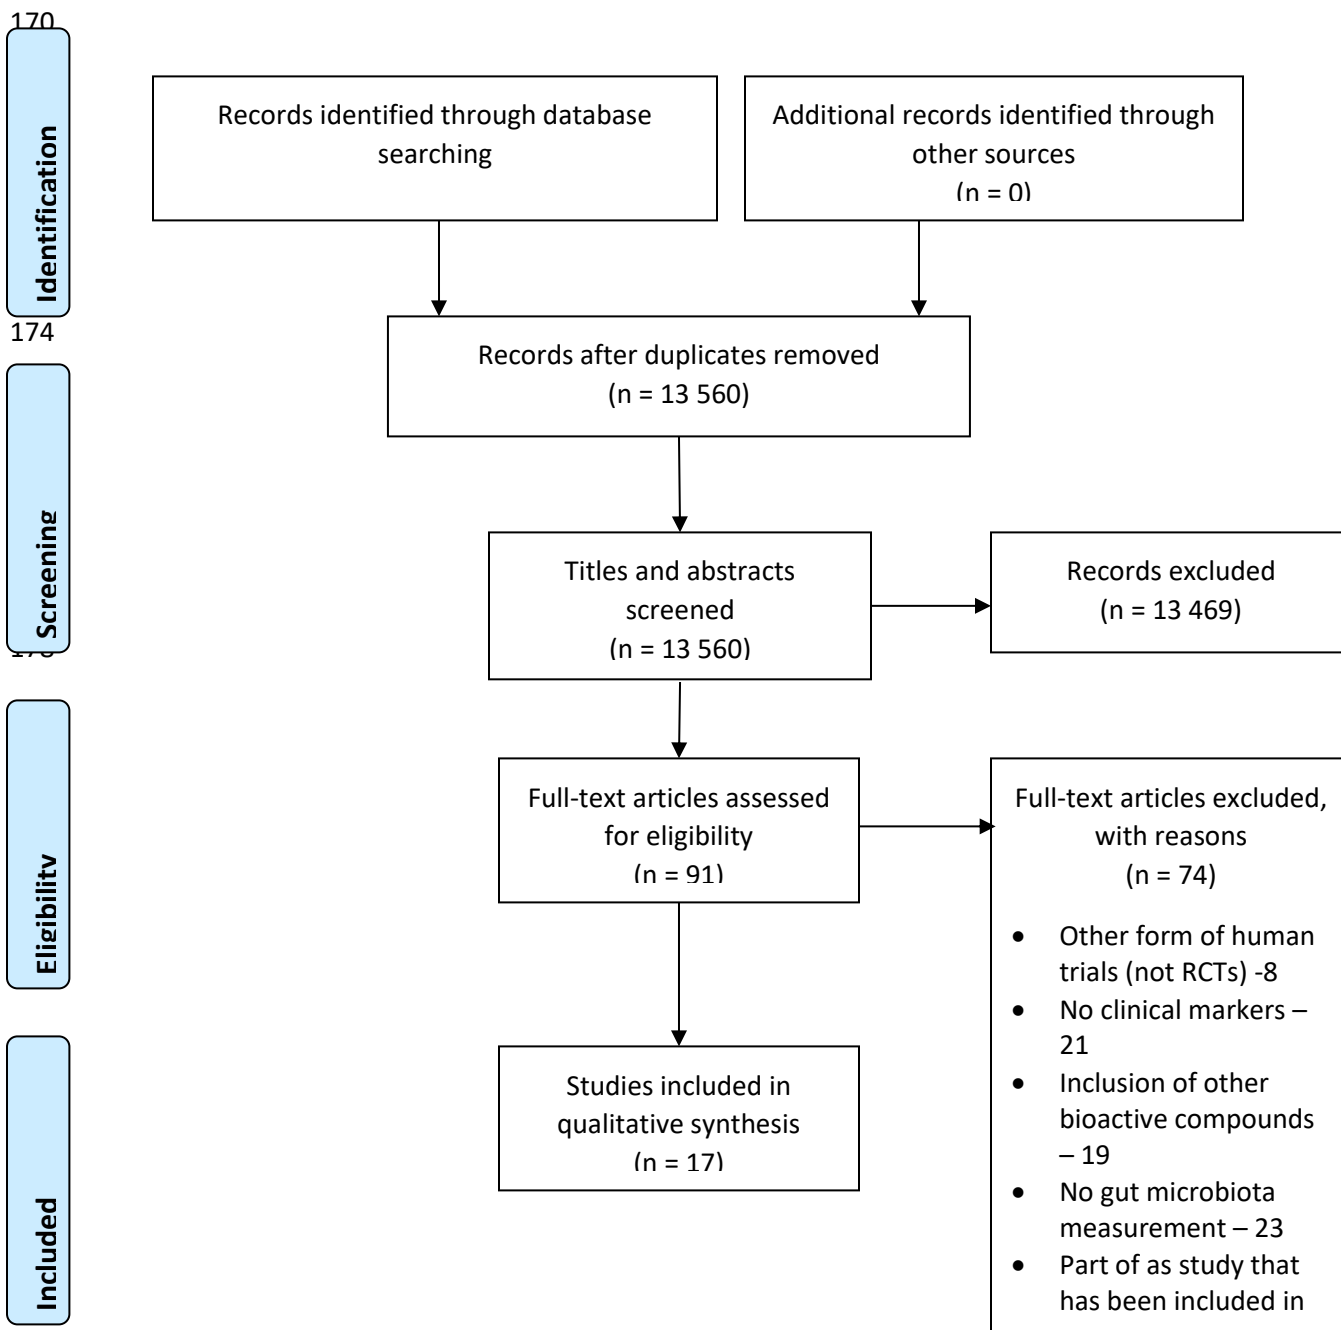 170
Identification
Records identified through database
searching
Additional records identified through
other sources
(n = 0)
174
Records after duplicates removed
(n = 13 560)
Screening
Titles and abstracts
screened
(n = 13 560)
Records excluded
(n = 13 469)
Eligibility
Full-text articles assessed
for eligibility
(n = 91)
Full-text articles excluded,
with reasons
(n = 74)
• Other form of human
trials (not RCTs) -8
• No clinical markers –
21
• Inclusion of other
bioactive compounds
– 19
• No gut microbiota
measurement – 23
• Part of as study that
has been included in
Included
Studies included in
qualitative synthesis
(n = 17)